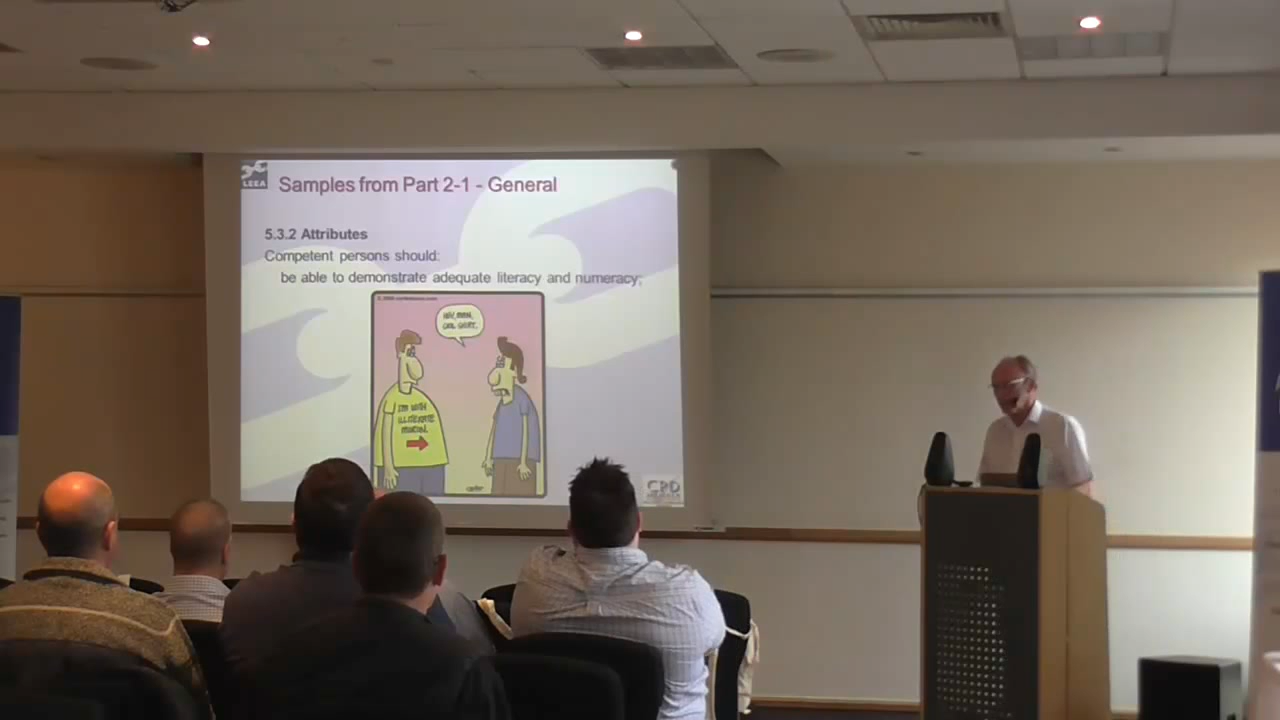 LEEA
Samples from Part 2-1 - General
5.3.2 Attributes
Competent persons should:
be able to demonstrate adequate literacy and numeracy;
HEY, MAN,
COOL SHIRT.
I'M WITH
ILLITERATE
MORON.
CPD